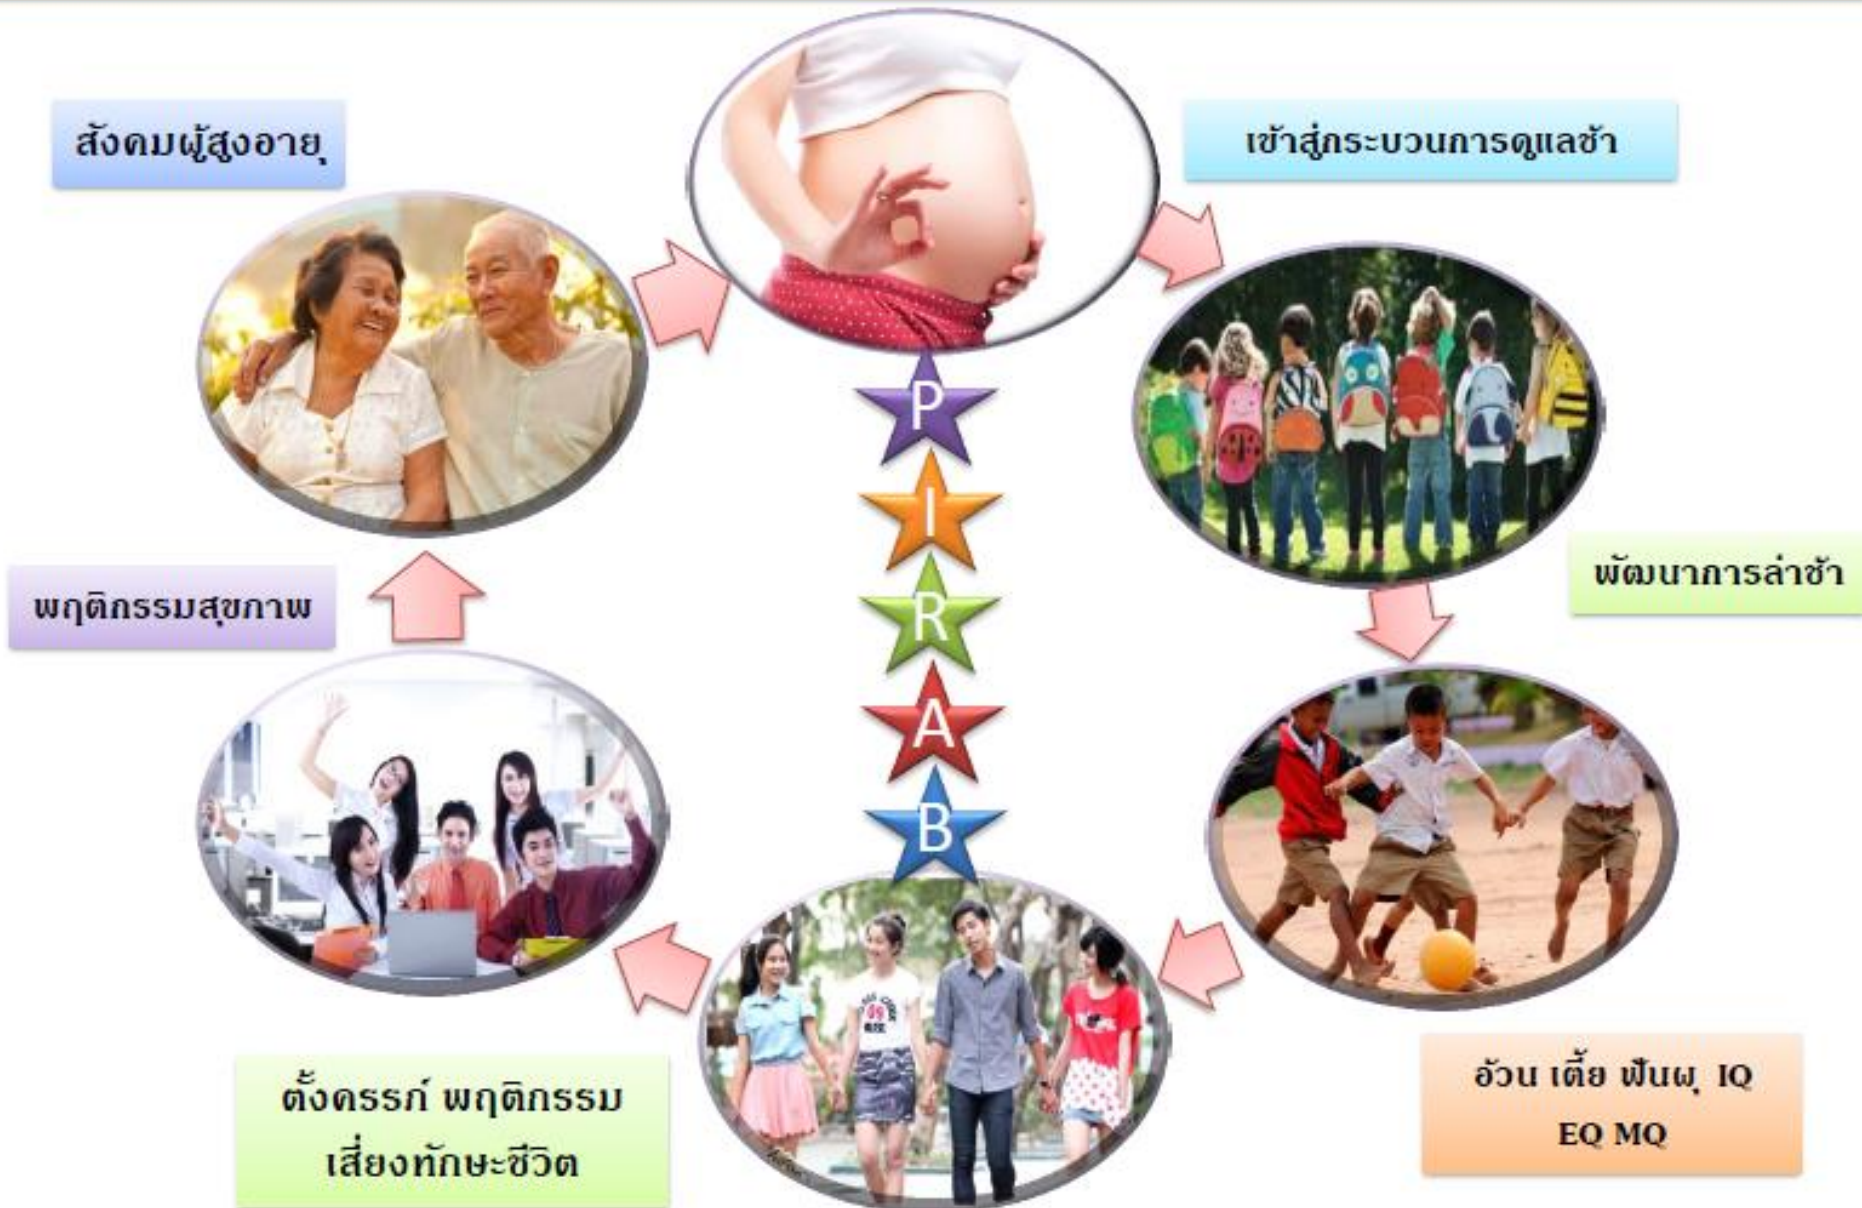 สังคมผู้สูงอายุ
เข้าสู่กระบวนการดูแลช้า
พัฒนาการล่าช้า
พฤติกรรมสุขภาพ
P
I
R
A
B
อ้วน เตี้ย ฟันผุ IQ
EQ MQ
ตั้งครรภ์ พฤติกรรม
เสี่ยงทักษะชีวิต